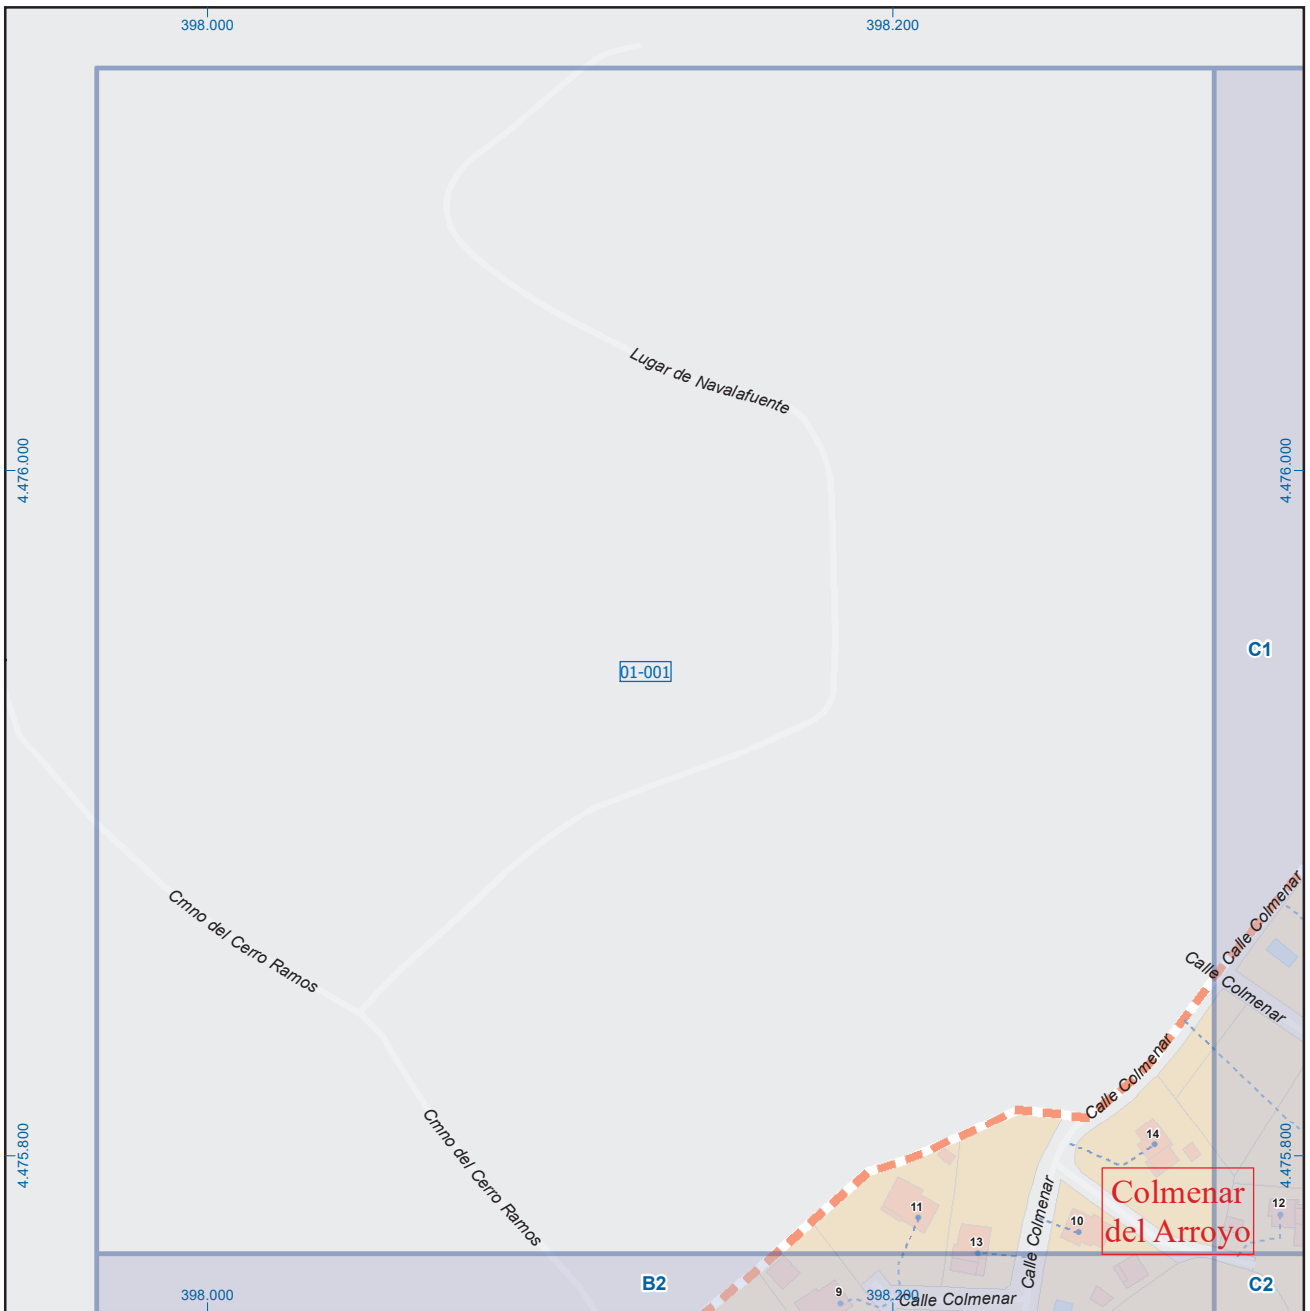 398.000
398.200
Lugar de Navalafuente
4.476.000
4.476.000
C1
01-001
Cmno del Cerro Ramos
Calle Colmenar
Calle Colmenar
Calle Colmenar
Cmno del Cerro Ramos
4.475.800
4.475.800
14
Colmenar
del Arroyo
11
10
12
13
Calle Colmenar
B2
C2
9
398.000
398.200
Calle Colmenar